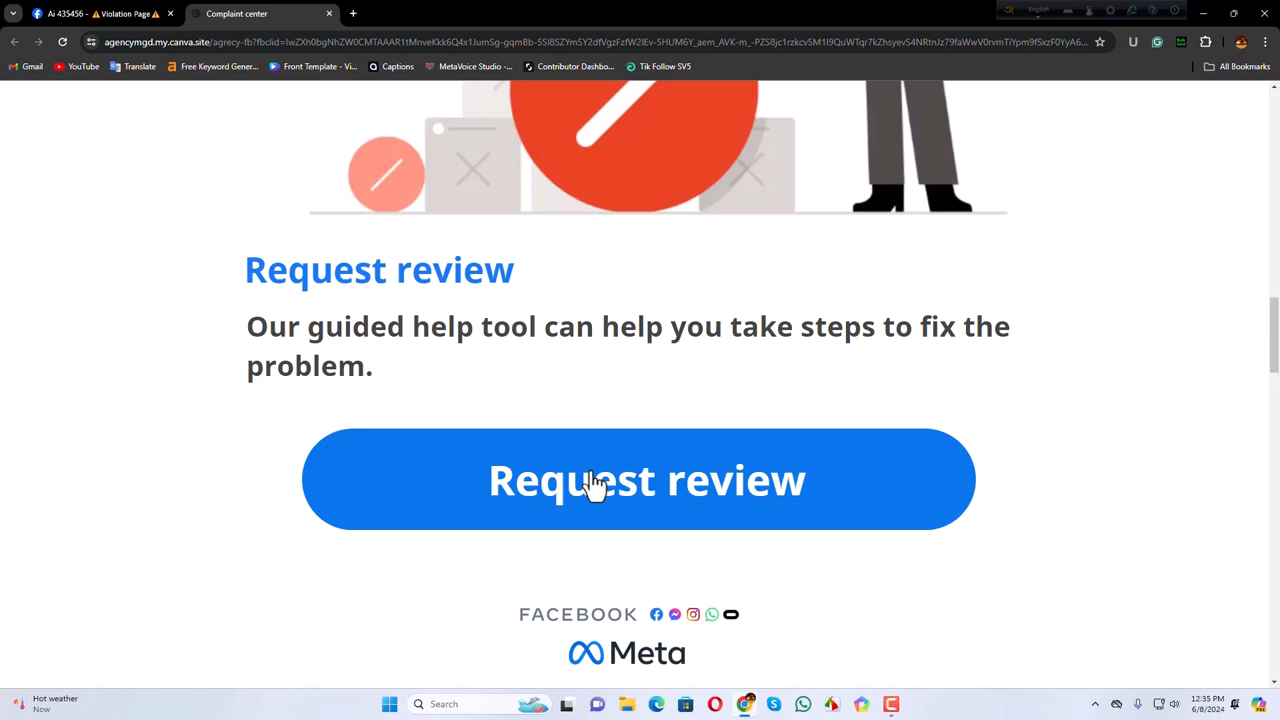 Ai 435456 - ⚠Violation Page⚠
Complaint center
English
agencymgd.my.canva.site
Gmail
YouTube
Translate
Free Keyword Gener...
Front Template - Vi...
Captions
MetaVoice Studio -...
Contributor Dashbo...
Tik Follow SV5
All Bookmarks
Request review
Our guided help tool can help you take steps to fix the
problem.
Request review
FACEBOOK
Meta
Hot weather
Now
Search
12:35 PM
6/8/2024